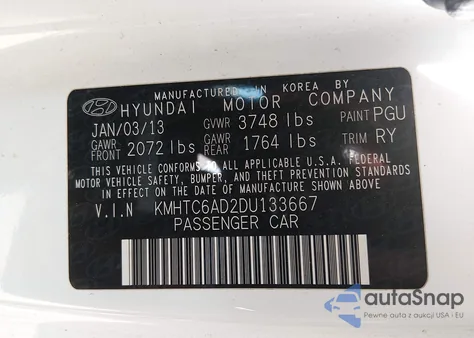 MANUFACTURED IN KOREA BY
HYUNDAI MOTOR COMPANY
JAN/03/13 GVWR 3748 lbs PAINT PGU
GAWR FRONT 2072 lbs GAWR REAR 1764 lbs TRIM RY
THIS VEHICLE CONFORMS TO ALL APPLICABLE U.S.A. FEDERAL
MOTOR VEHICLE SAFETY, BUMPER, AND THEFT PREVENTION STANDARDS
IN EFFECT ON THE DATE OF MANUFACTURE SHOWN ABOVE.
V.I.N KMHTC6AD2DU133667
PASSENGER CAR
autoSnap
Pewne auta z aukcji USA i EU